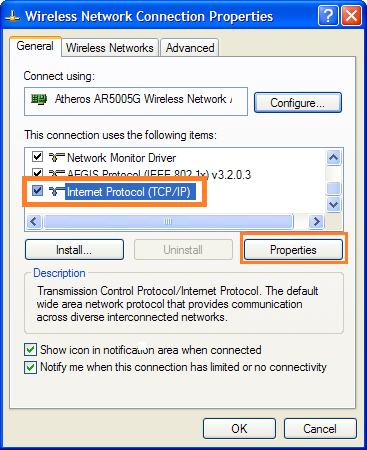 Wireless Network Connection Properties
General
Wireless Networks
Advanced
Connect using:
Atheros AR5005G Wireless Network
Configure...
This connection uses the following items:
Network Monitor Driver
AEGIS Protocol (IEEE 802.1x) v3.2.0.3
Internet Protocol (TCP/IP)
Install...
Uninstall
Properties
Description
Transmission Control Protocol/Internet Protocol. The default
wide area network protocol that provides communication
across diverse interconnected networks.
Show icon in notification area when connected
Notify me when this connection has limited or no connectivity
OK
Cancel